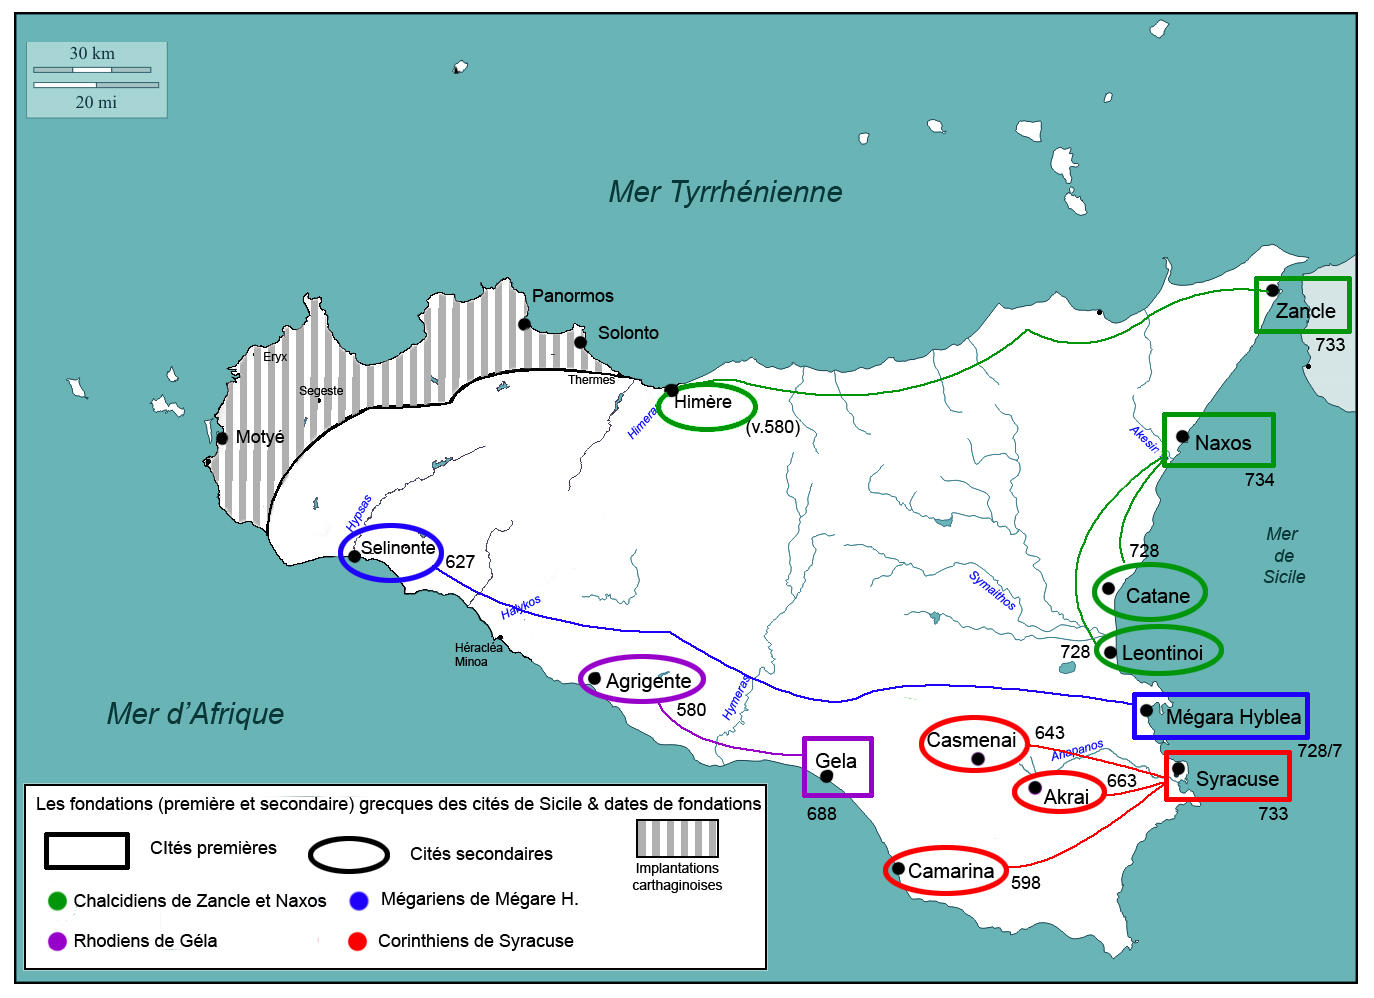 30 km
20 mi
Mer Tyrrhénienne
Panormos
Solonto
Zancle
733
Eryx
Segeste
Thermes
Himère
(v.580)
Himera
Motyé
Akesin
Naxos
734
Hypsas
Selinonte
627
Mer
de
Sicile
728
Catane
Symaithos
Halykos
Héracléa
Minoa
728
Leontinoi
Agrigente
580
Hymeras
Mer d’Afrique
Mégara Hyblea
728/7
Casmenai
643
Anapanos
Gela
688
Akrai
663
Syracuse
733
Camarina
598
Les fondations (première et secondaire) grecques des cités de Sicile & dates de fondations
CItés premières
Cités secondaires
Implantations
carthaginoises
Chalcidiens de Zancle et Naxos
Mégariens de Mégare H.
Rhodiens de Géla
Corinthiens de Syracuse